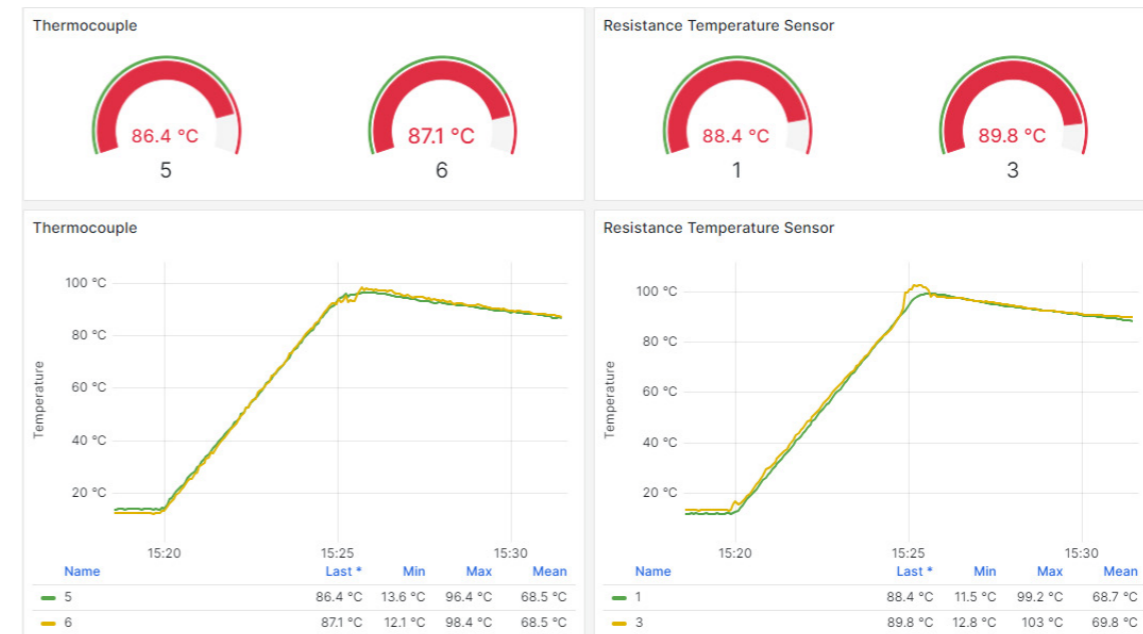 Thermocouple
86.4 °C
5
87.1 °C
6
Resistance Temperature Sensor
88.4 °C
1
89.8 °C
3
Thermocouple
Temperature
100 °C
80 °C
60 °C
40 °C
20 °C
15:20 15:25 15:30
Name Last * Min Max Mean
5 86.4 °C 13.6 °C 96.4 °C 68.5 °C
6 87.1 °C 12.1 °C 98.4 °C 68.5 °C
Resistance Temperature Sensor
Temperature
100 °C
80 °C
60 °C
40 °C
20 °C
15:20 15:25 15:30
Name Last * Min Max Mean
1 88.4 °C 11.5 °C 99.2 °C 68.7 °C
3 89.8 °C 12.8 °C 103 °C 69.8 °C